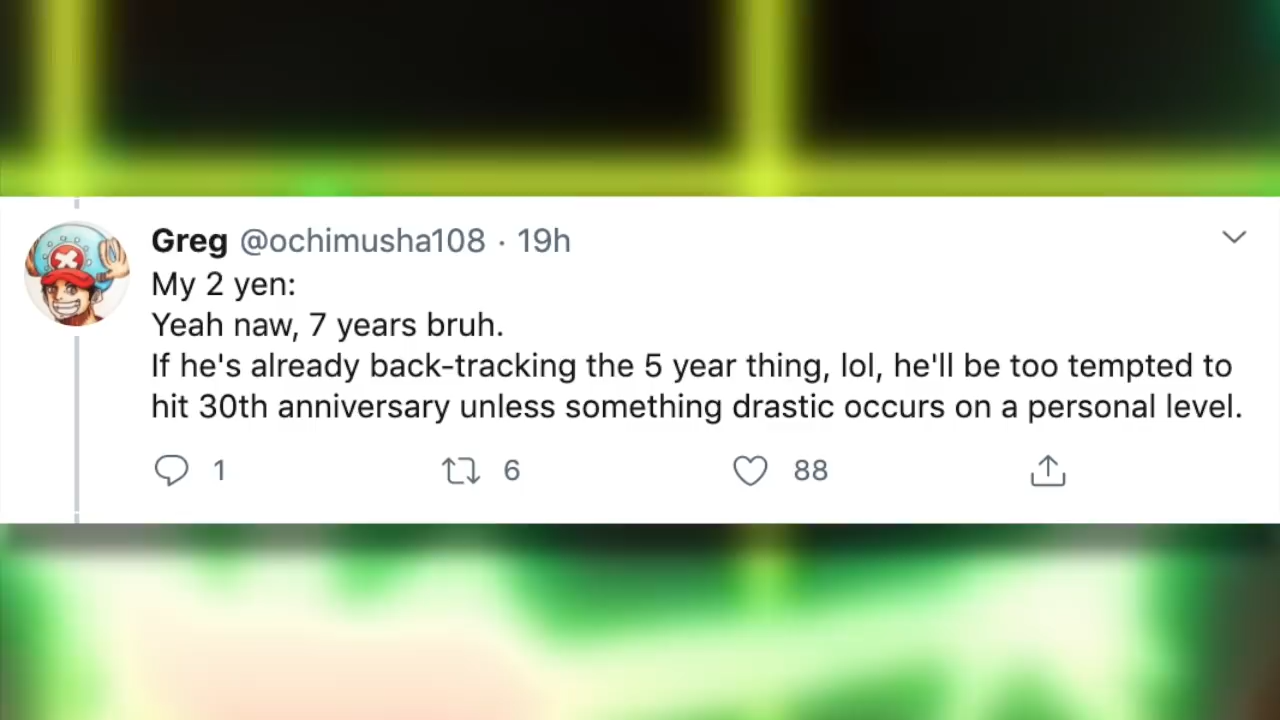 Greg @ochimusha108 · 19h
My 2 yen:
Yeah naw, 7 years bruh.
If he's already back-tracking the 5 year thing, lol, he'll be too tempted to
hit 30th anniversary unless something drastic occurs on a personal level.
1 6 88